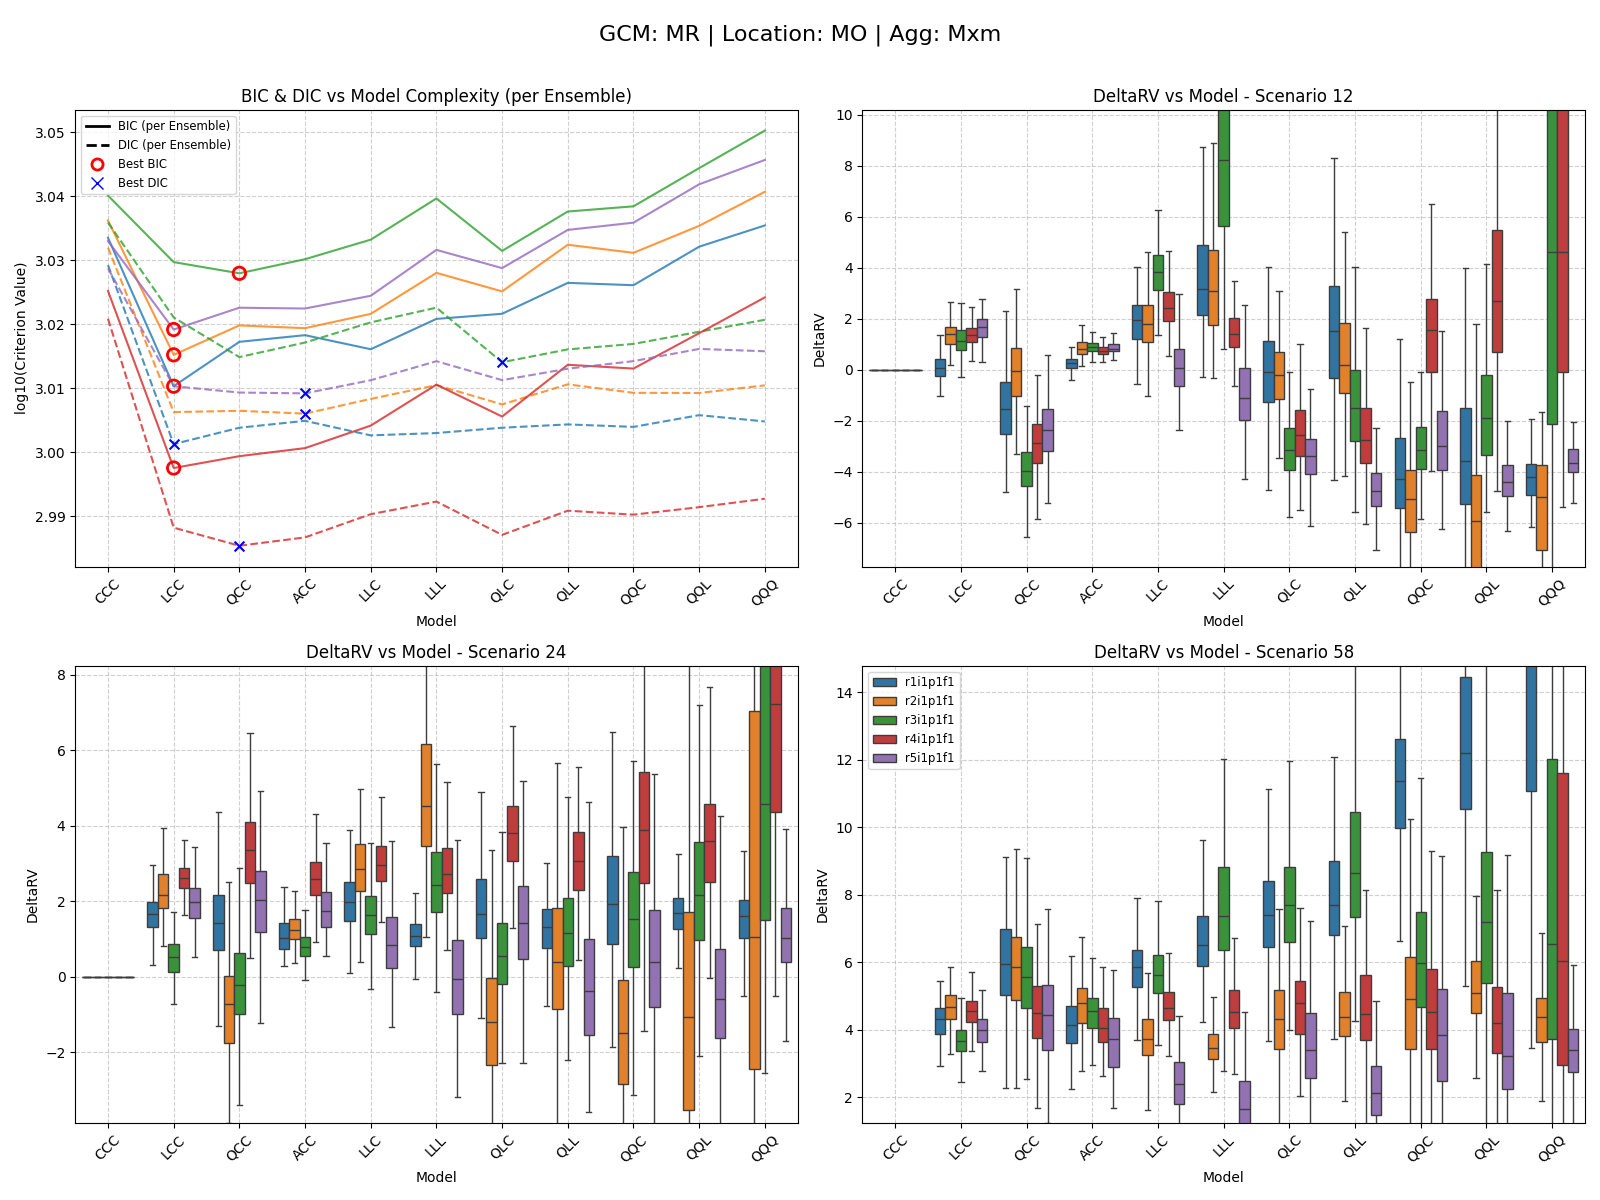 GCM: MR | Location: MO | Agg: Mxm
BIC & DIC vs Model Complexity (per Ensemble)
BIC (per Ensemble)
DIC (per Ensemble)
Best BIC
Best DIC
log10(Criterion Value)
3.05
3.04
3.03
3.02
3.01
3.00
2.99
CCC
LCC
QCC
ACC
LLC
LLL
QLC
QLL
QQC
QQL
QQQ
Model
DeltaRV vs Model - Scenario 12
DeltaRV
10
8
6
4
2
0
−2
−4
−6
CCC
LCC
QCC
ACC
LLC
LLL
QLC
QLL
QQC
QQL
QQQ
Model
DeltaRV vs Model - Scenario 24
DeltaRV
8
6
4
2
0
−2
CCC
LCC
QCC
ACC
LLC
LLL
QLC
QLL
QQC
QQL
QQQ
Model
DeltaRV vs Model - Scenario 58
r1i1p1f1
r2i1p1f1
r3i1p1f1
r4i1p1f1
r5i1p1f1
DeltaRV
14
12
10
8
6
4
2
CCC
LCC
QCC
ACC
LLC
LLL
QLC
QLL
QQC
QQL
QQQ
Model